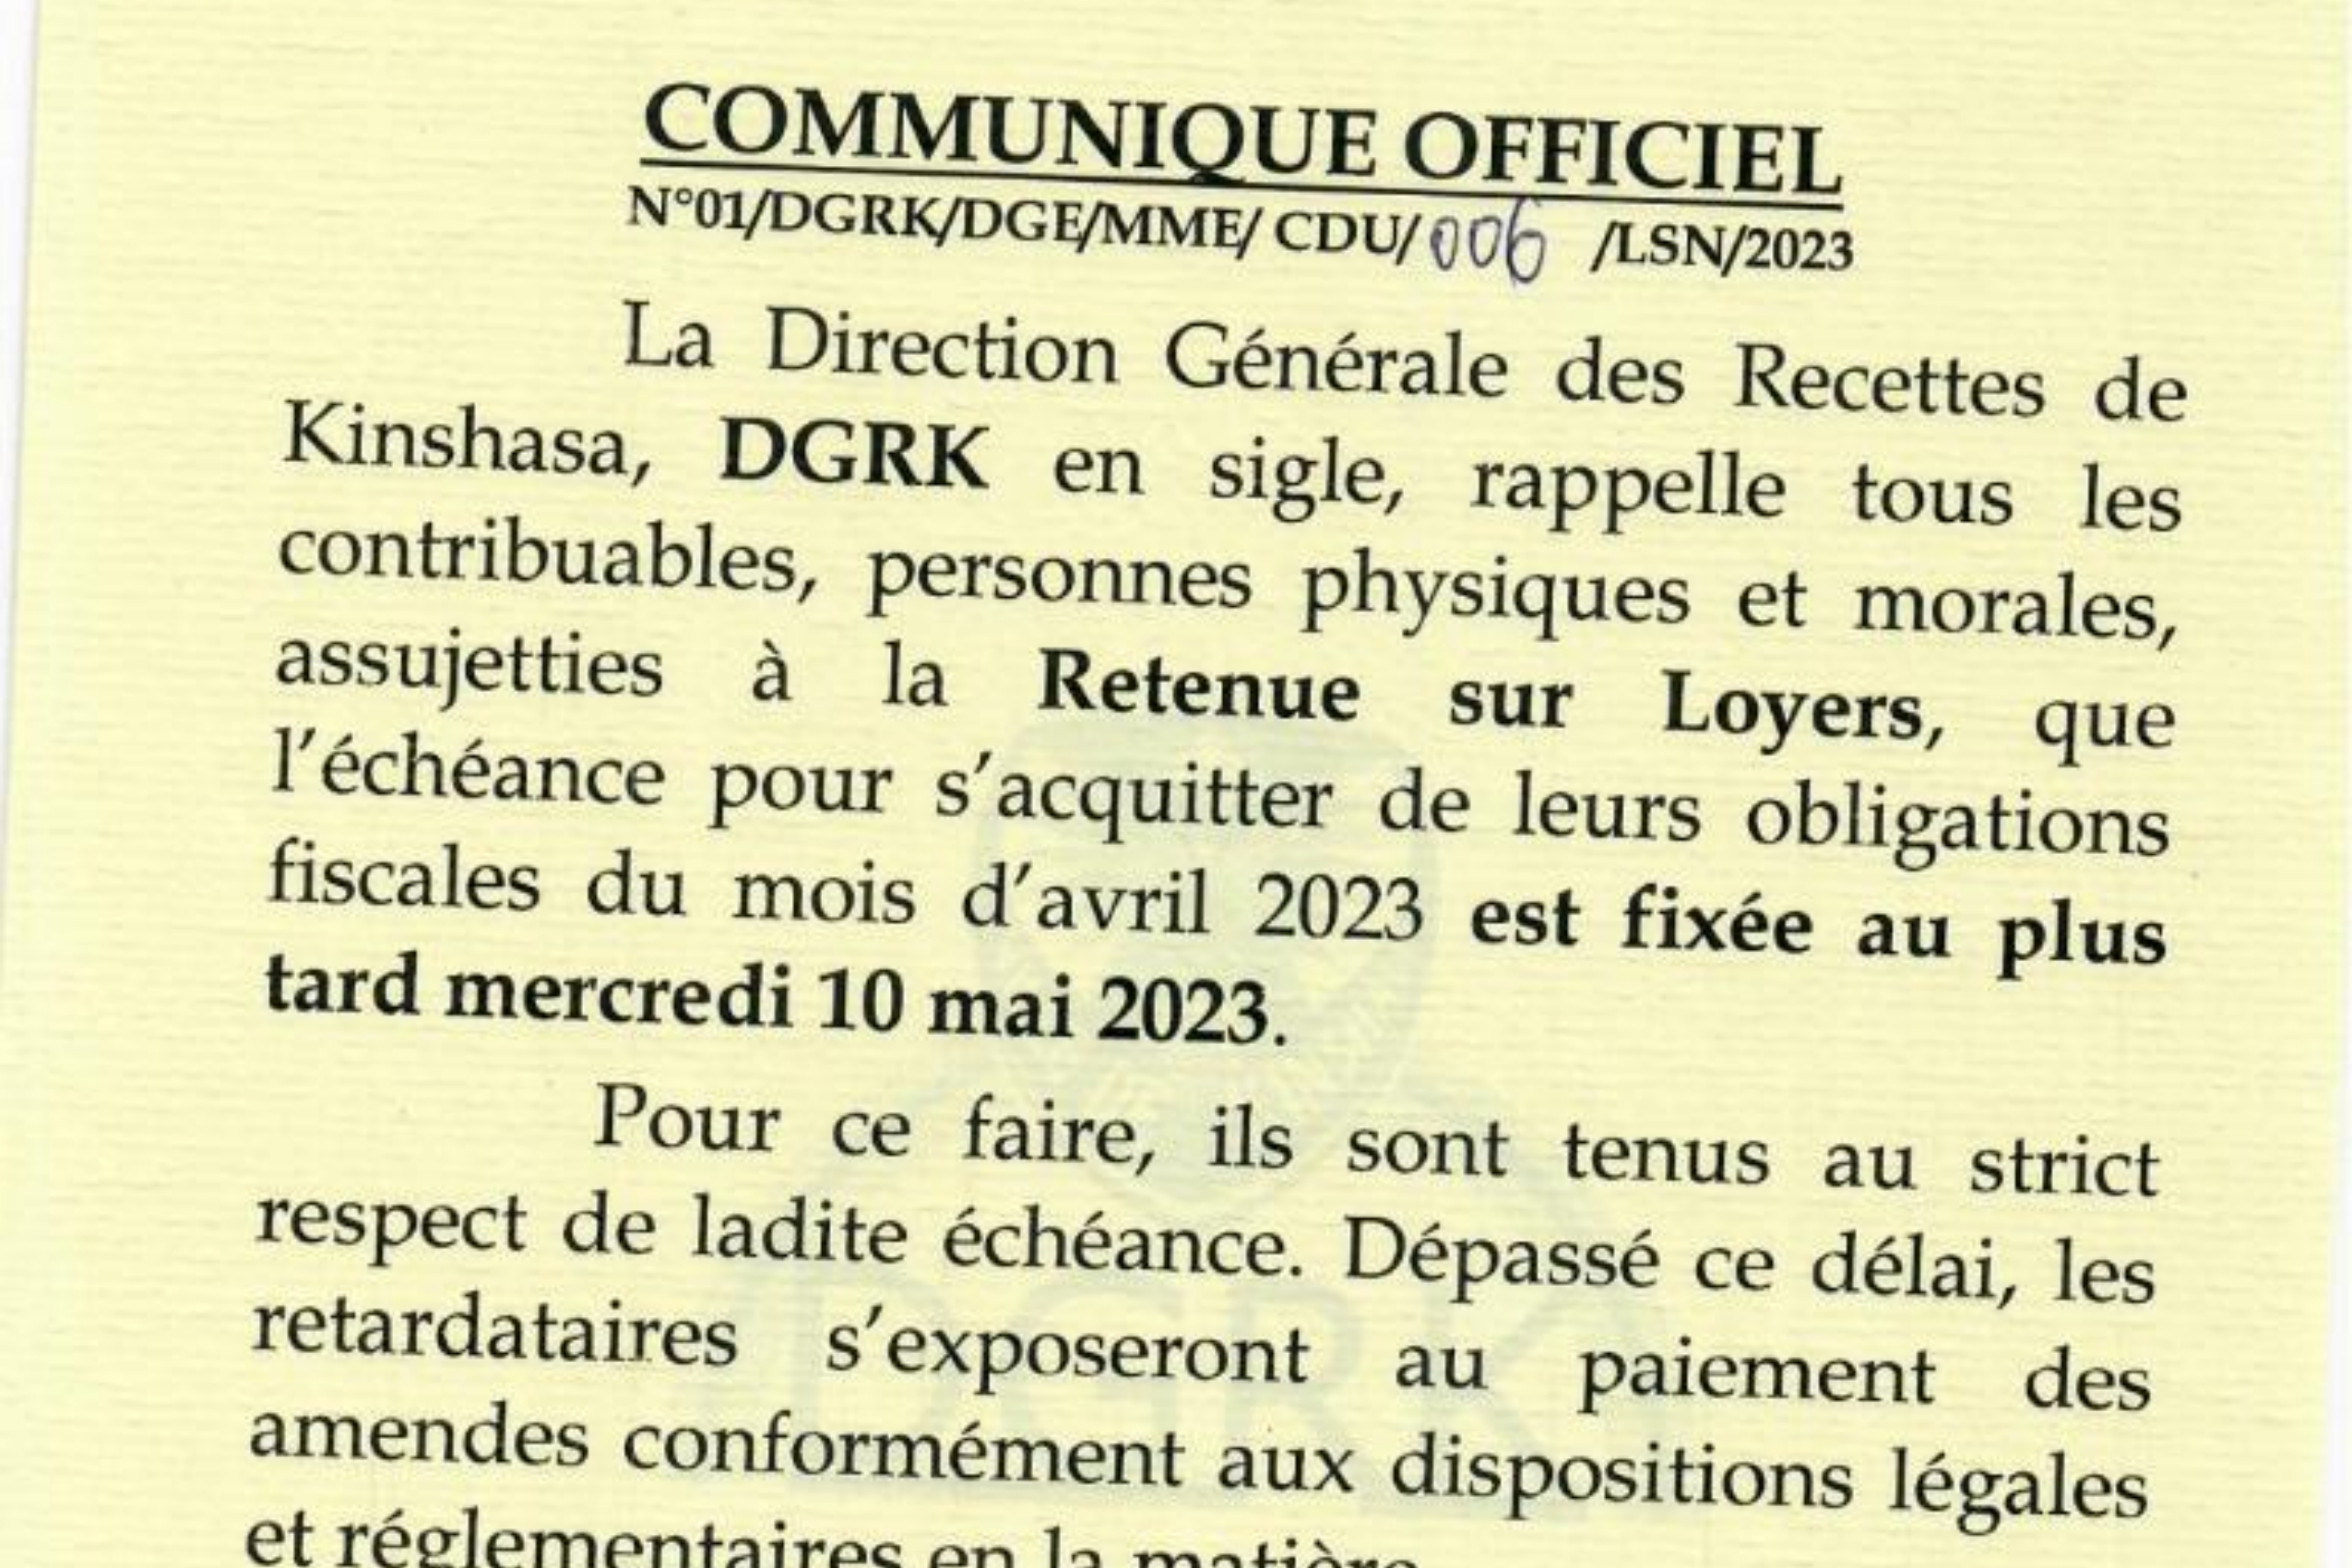 COMMUNIQUE OFFICIEL
N°01/DGRK/DGE/MME/ CDU/006 /LSN/2023
La Direction Générale des Recettes de
Kinshasa, DGRK en sigle, rappelle tous les
contribuables, personnes physiques et morales,
assujetties à la Retenue sur Loyers, que
l'échéance pour s'acquitter de leurs obligations
fiscales du mois d'avril 2023 est fixée au plus
tard mercredi 10 mai 2023.
Pour ce faire, ils sont tenus au strict
respect de ladite échéance. Dépassé ce délai, les
retardataires s'exposeront au paiement des
amendes conformément aux dispositions légales
et réglementaires en la matière
DGRK